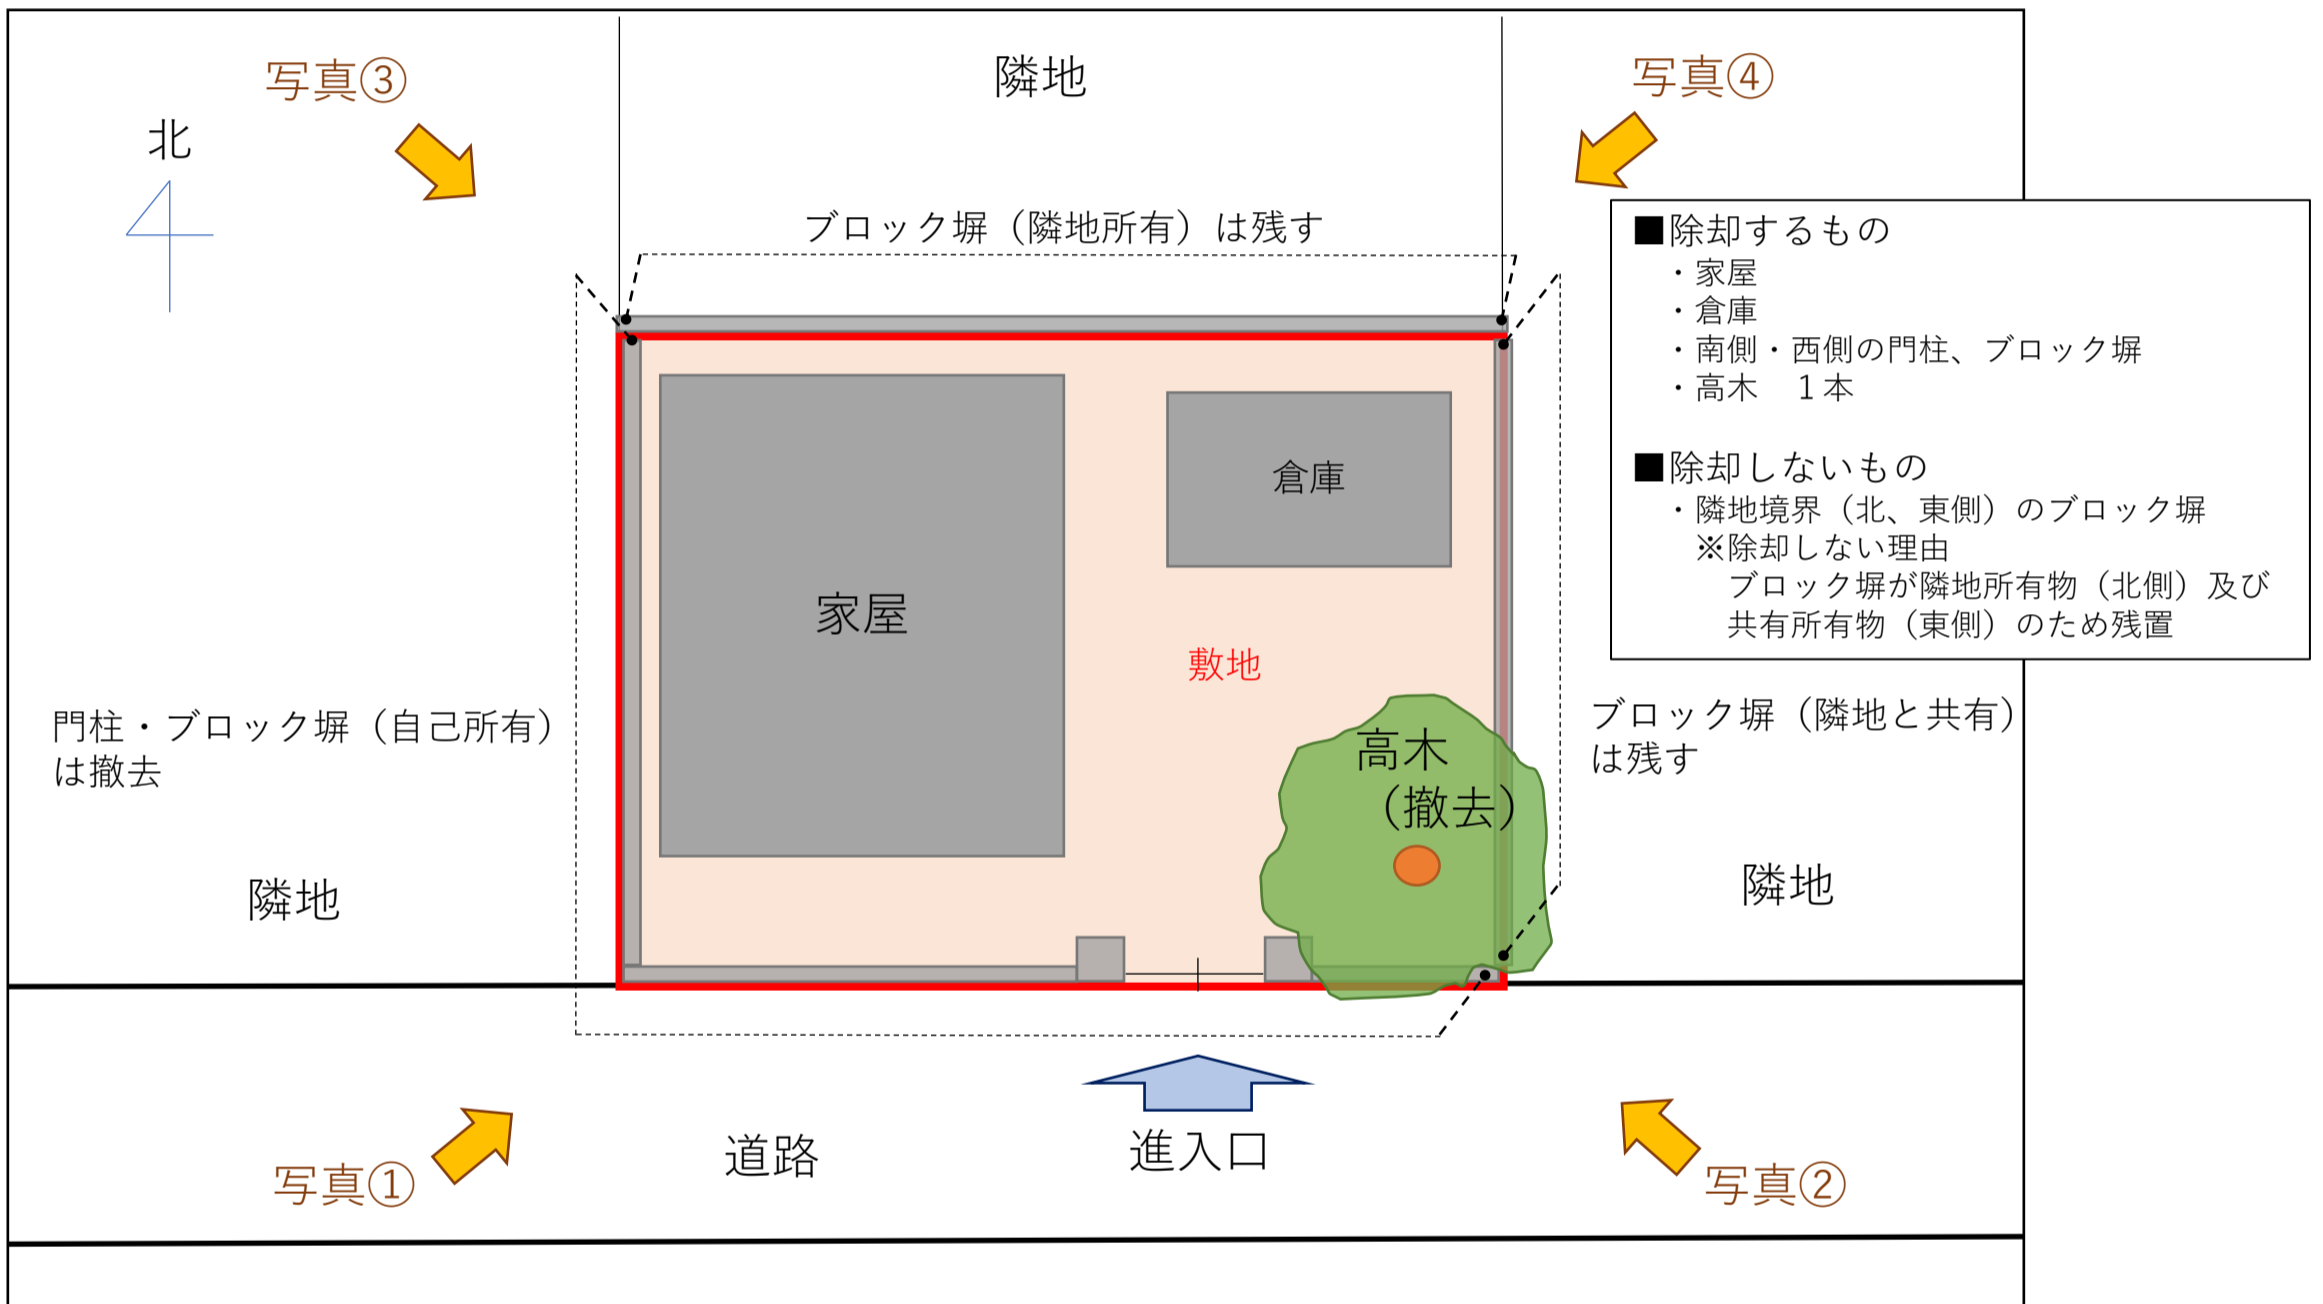 写真③
隣地
写真④
北
ブロック塀（隣地所有）は残す
■除却するもの
・家屋
・倉庫
・南側・西側の門柱、ブロック塀
・高木　１本
■除却しないもの
・隣地境界（北、東側）のブロック塀
※除却しない理由
ブロック塀が隣地所有物（北側）及び
共有所有物（東側）のため残置
倉庫
家屋
敷地
門柱・ブロック塀（自己所有）
は撤去
高木
（撤去）
ブロック塀（隣地と共有）
は残す
隣地
隣地
道路
進入口
写真①
写真②